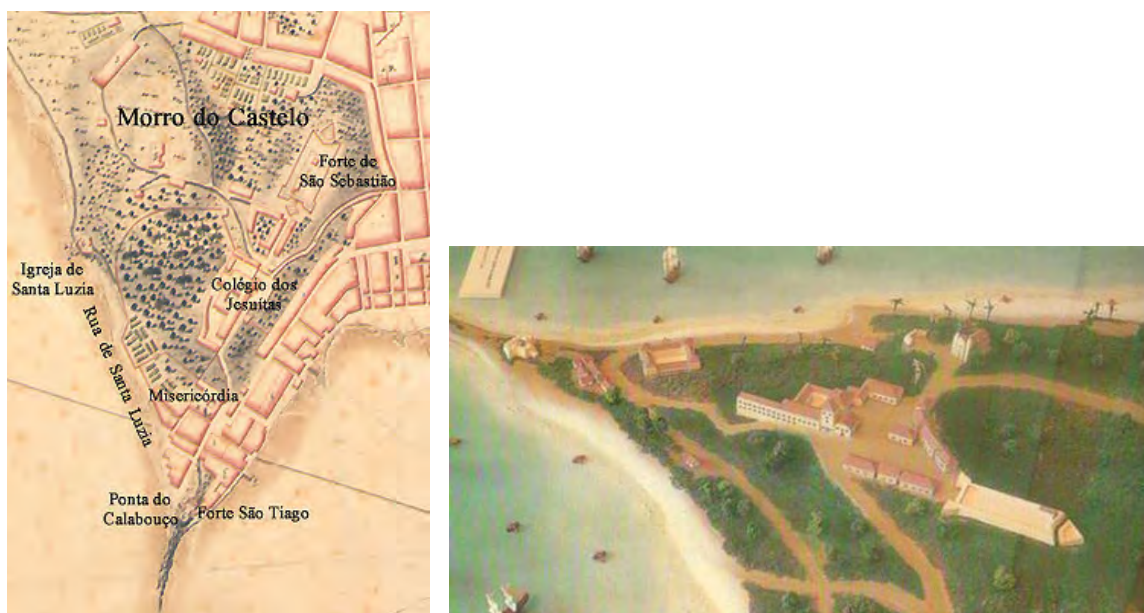 Morro do Castelo
Forte de
São Sebastião
Igreja de
Santa Luzia
Colégio dos
Jesuítas
Rua de Santa Luzia
Misericórdia
Ponta do
Calabouço
Forte São Tiago